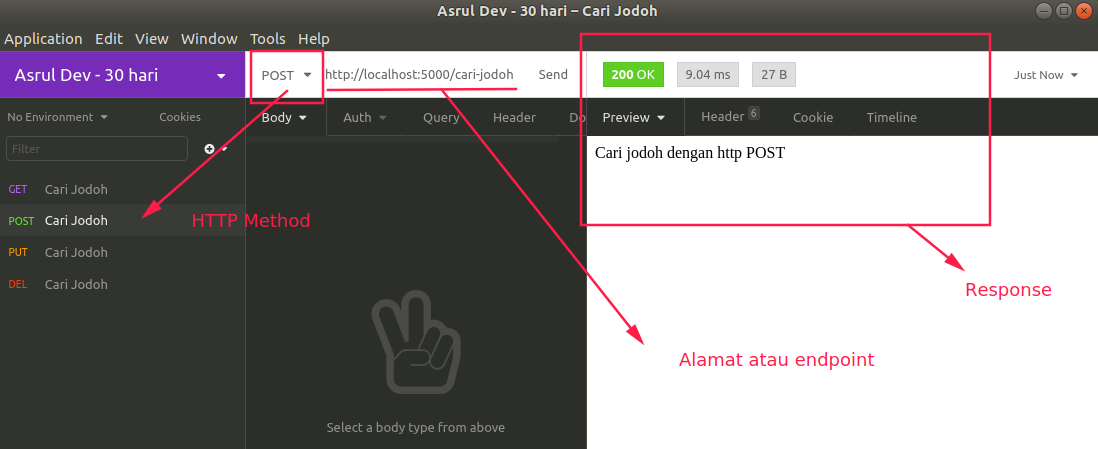 Asrul Dev - 30 hari – Cari Jodoh
Application Edit View Window Tools Help
Asrul Dev - 30 hari
POST http://localhost:5000/cari-jodoh Send
200 OK 9.04 ms 27 B Just Now
No Environment Cookies
Body Auth Query Header Do
Preview Header 6 Cookie Timeline
Filter
Cari jodoh dengan http POST
GET Cari Jodoh
POST Cari Jodoh
HTTP Method
PUT Cari Jodoh
DEL Cari Jodoh
Response
Alamat atau endpoint
Select a body type from above